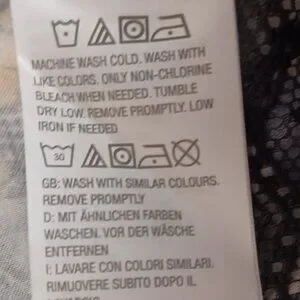 MACHINE WASH COLD. WASH WITH
LIKE COLORS. ONLY NON-CHLORINE
BLEACH WHEN NEEDED. TUMBLE
DRY LOW. REMOVE PROMPTLY. LOW
IRON IF NEEDED
30
GB: WASH WITH SIMILAR COLOURS.
REMOVE PROMPTLY
D: MIT ÄHNLICHEN FARBEN
WASCHEN. VOR DER WÄSCHE
ENTFERNEN
I: LAVARE CON COLORI SIMILARI.
RIMUOVERE SUBITO DOPO IL